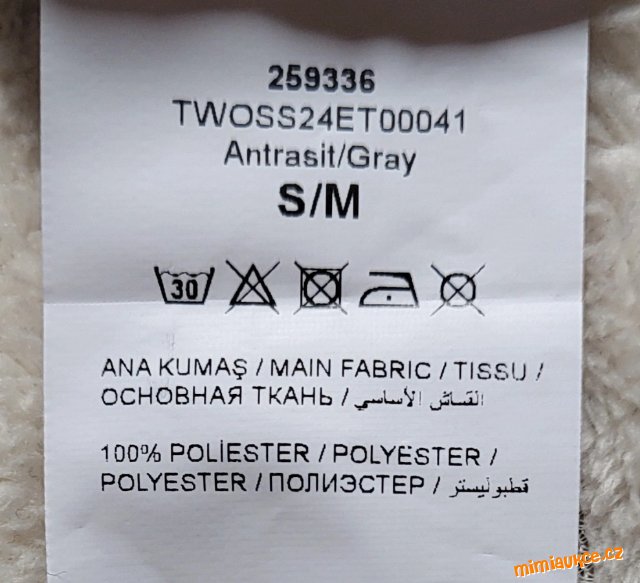 259336
TWOSS24ET00041
Antrasit/Gray
S/M
30
ANA KUMAŞ / MAIN FABRIC / TISSU /
ОСНОВНАЯ ТКАНЬ / القماش الأساسي
100% POLİESTER / POLYESTER /
POLYESTER / ПОЛИЭСТЕР / قطبوليستر
mimiaukce.cz